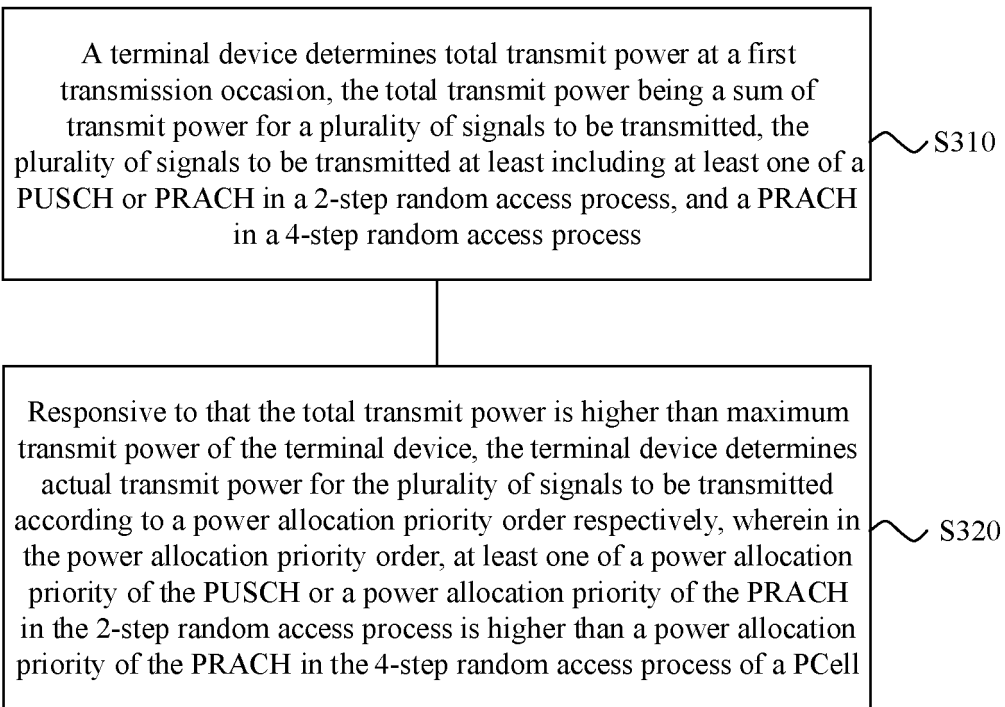 A terminal device determines total transmit power at a first
transmission occasion, the total transmit power being a sum of
transmit power for a plurality of signals to be transmitted, the
plurality of signals to be transmitted at least including at least one of a
PUSCH or PRACH in a 2-step random access process, and a PRACH
in a 4-step random access process
S310
Responsive to that the total transmit power is higher than maximum
transmit power of the terminal device, the terminal device determines
actual transmit power for the plurality of signals to be transmitted
according to a power allocation priority order respectively, wherein in
the power allocation priority order, at least one of a power allocation
priority of the PUSCH or a power allocation priority of the PRACH
in the 2-step random access process is higher than a power allocation
priority of the PRACH in the 4-step random access process of a PCell
S320